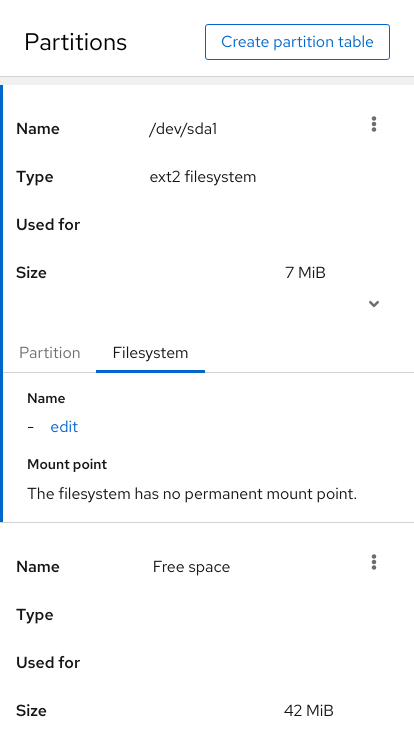 Partitions Create partition table
Name /dev/sda1
Type ext2 filesystem
Used for
Size 7 MiB
Partition Filesystem
Name
- edit
Mount point
The filesystem has no permanent mount point.
Name Free space
Type
Used for
Size 42 MiB